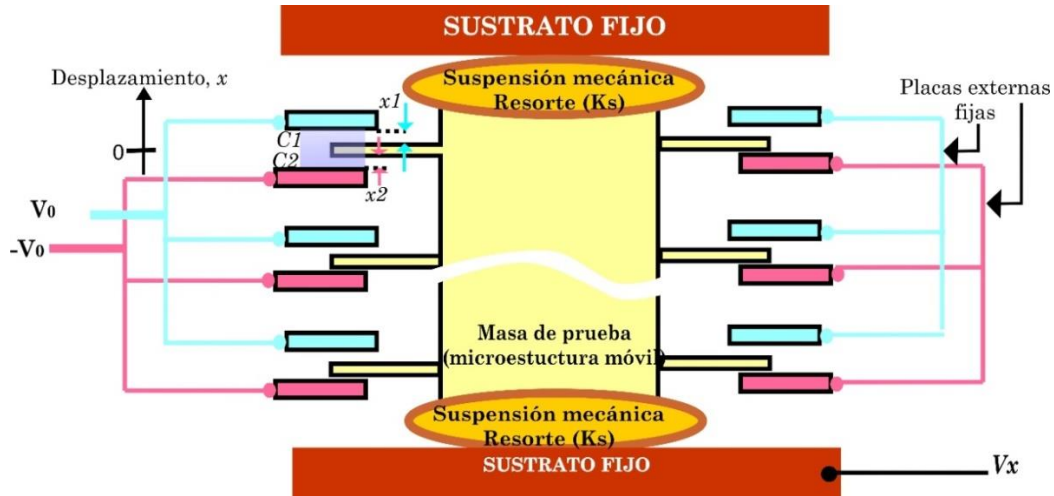 SUSTRATO FIJO
Suspensión mecánica
Resorte (Ks)
Desplazamiento, x
x1
Placas externas
fijas
C1
0
C2
x2
V0
-V0
Masa de prueba
(microestuctura móvil)
Suspensión mecánica
Resorte (Ks)
SUSTRATO FIJO
Vx